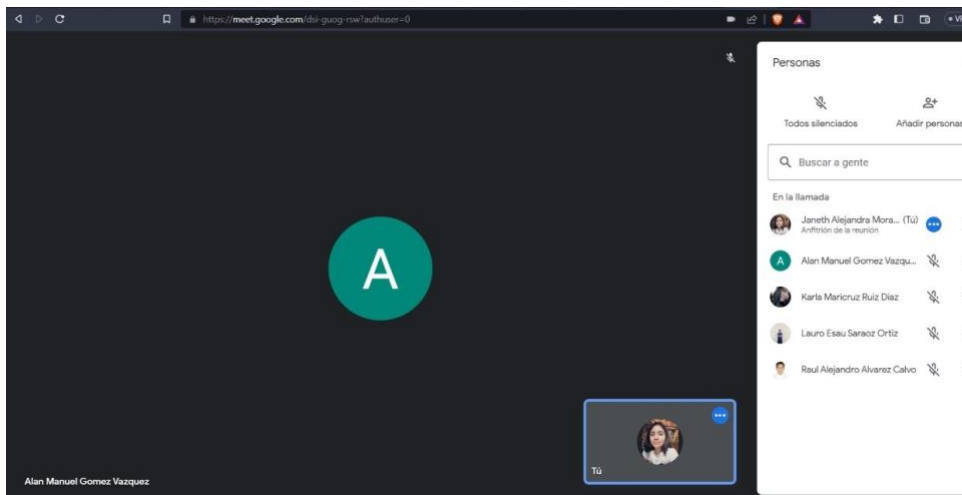 https://meet.google.com/dsi-guog-rsw?authuser=0
Personas
Todos silenciados
Añadir personas
Buscar a gente
En la llamada
Janeth Alejandra Mora... (Tú)
Anfitrión de la reunión
A
Alan Manuel Gomez Vazqu...
Karla Maricruz Ruiz Diaz
Lauro Esau Saraoz Ortiz
Raul Alejandro Alvarez Calvo
A
Tú
Alan Manuel Gomez Vazquez